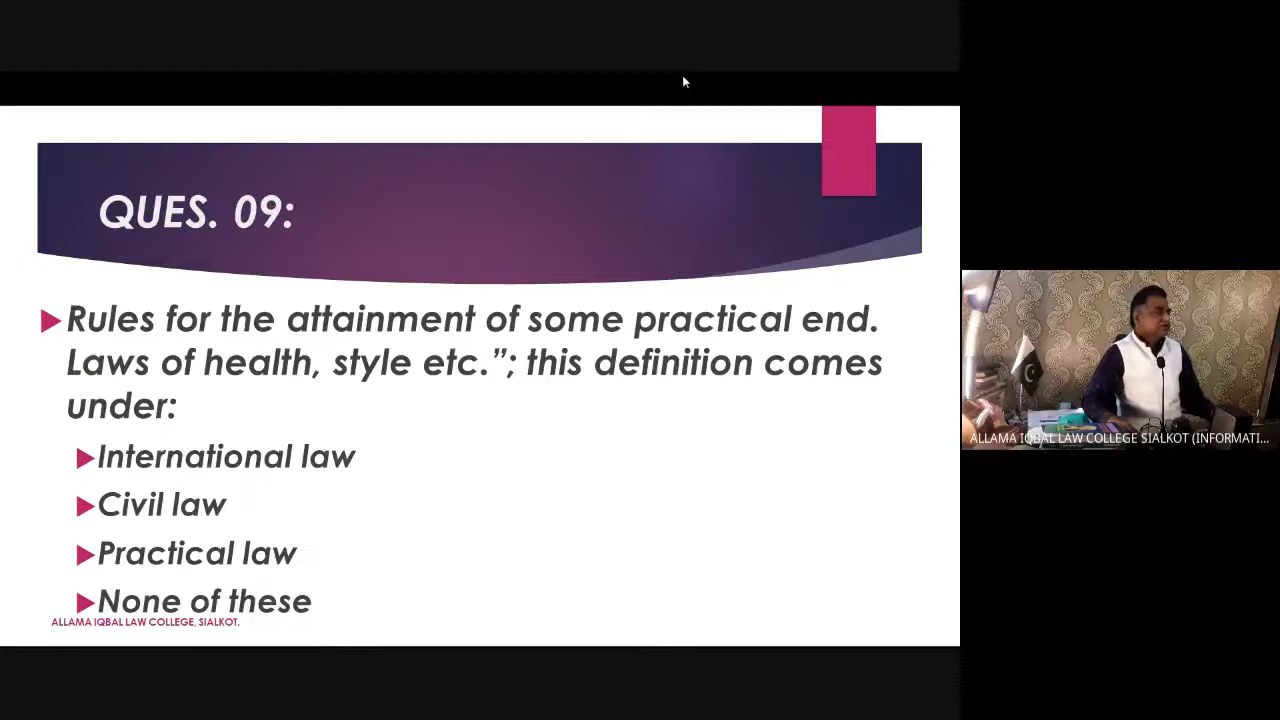 QUES. 09:
Rules for the attainment of some practical end.
Laws of health, style etc.”; this definition comes
under:
International law
Civil law
Practical law
None of these
ALLAMA IQBAL LAW COLLEGE, SIALKOT.
ALLAMA IQBAL LAW COLLEGE SIALKOT (INFORMATI...